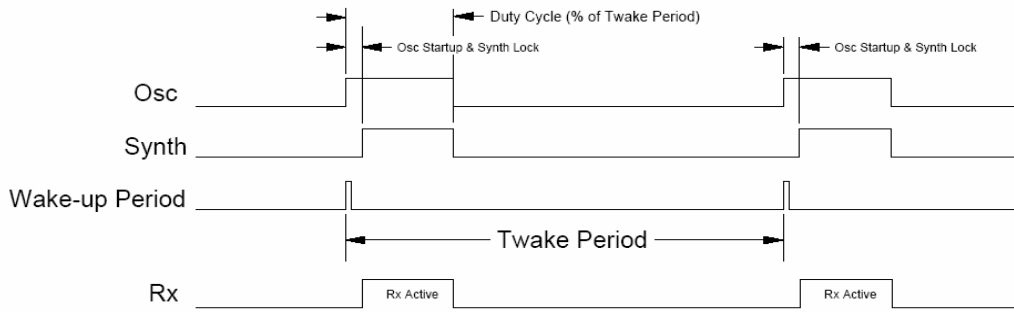 Duty Cycle (% of Twake Period)
Osc Startup & Synth Lock
Osc Startup & Synth Lock
Osc
Synth
Wake-up Period
Twake Period
Rx
Rx Active
Rx Active